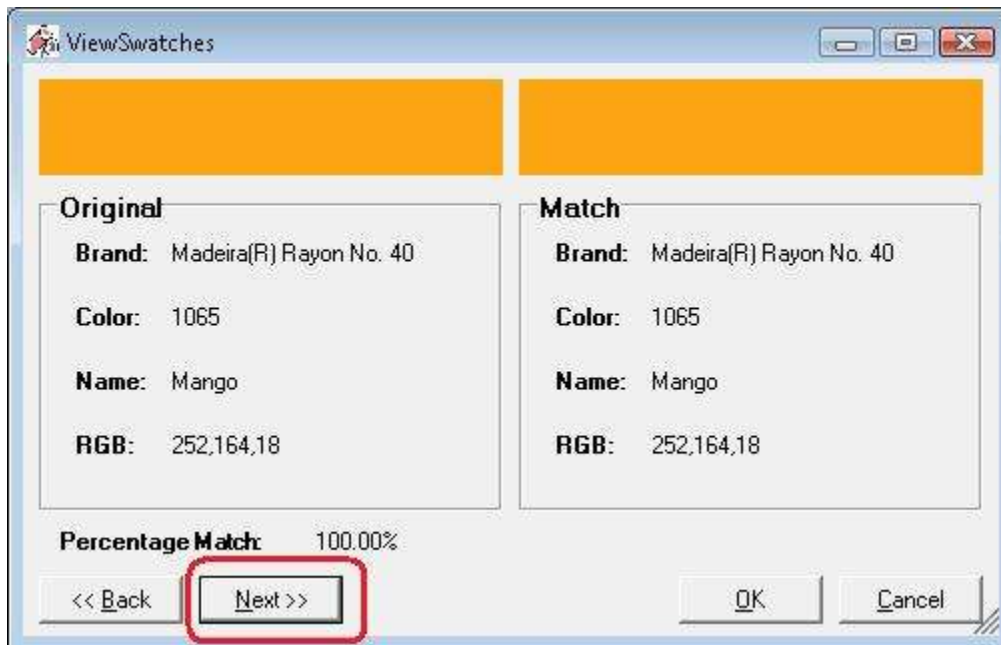 ViewSwatches
Original
Brand: Madeira(R) Rayon No. 40
Color: 1065
Name: Mango
RGB: 252,164,18
Match
Brand: Madeira(R) Rayon No. 40
Color: 1065
Name: Mango
RGB: 252,164,18
Percentage Match: 100.00%
<< Back
Next >>
OK
Cancel